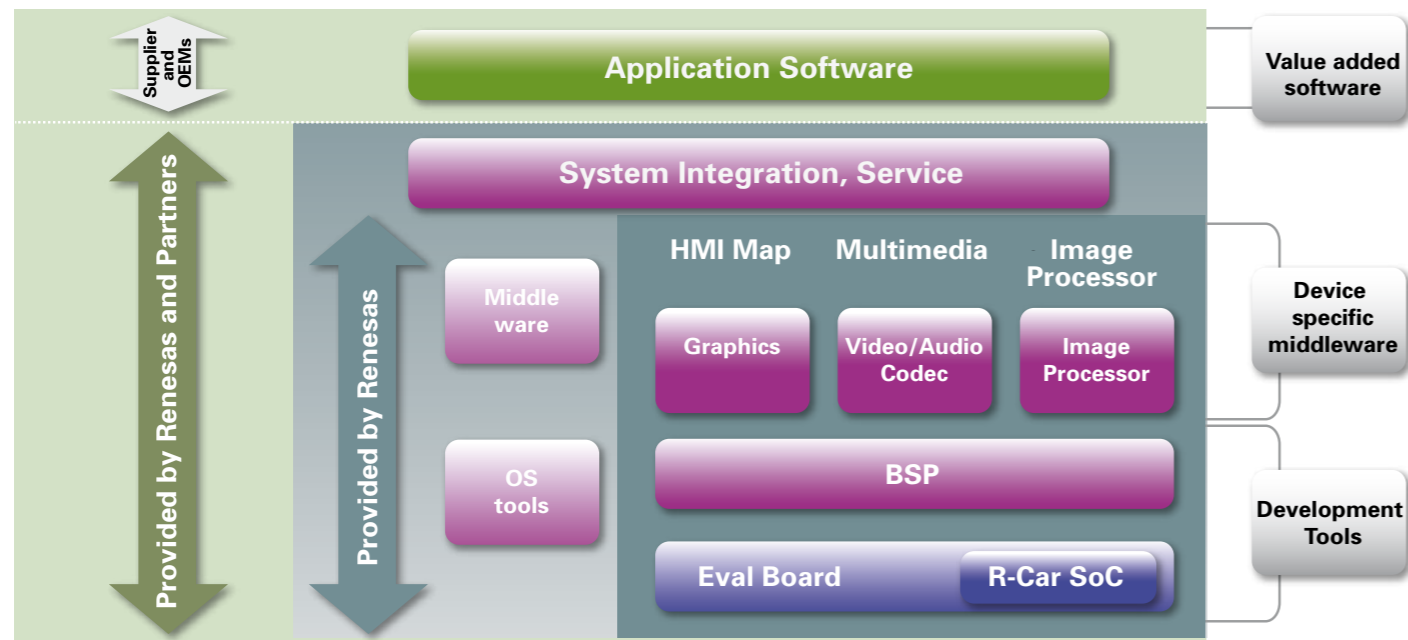 Supplier
and
OEMs
Application Software
Value added
software
Provided by Renesas and Partners
System Integration, Service
Provided by Renesas
Middle
ware
HMI Map
Multimedia
Image
Processor
Graphics
Video/Audio
Codec
Image
Processor
Device
specific
middleware
OS
tools
BSP
Development
Tools
Eval Board
R-Car SoC